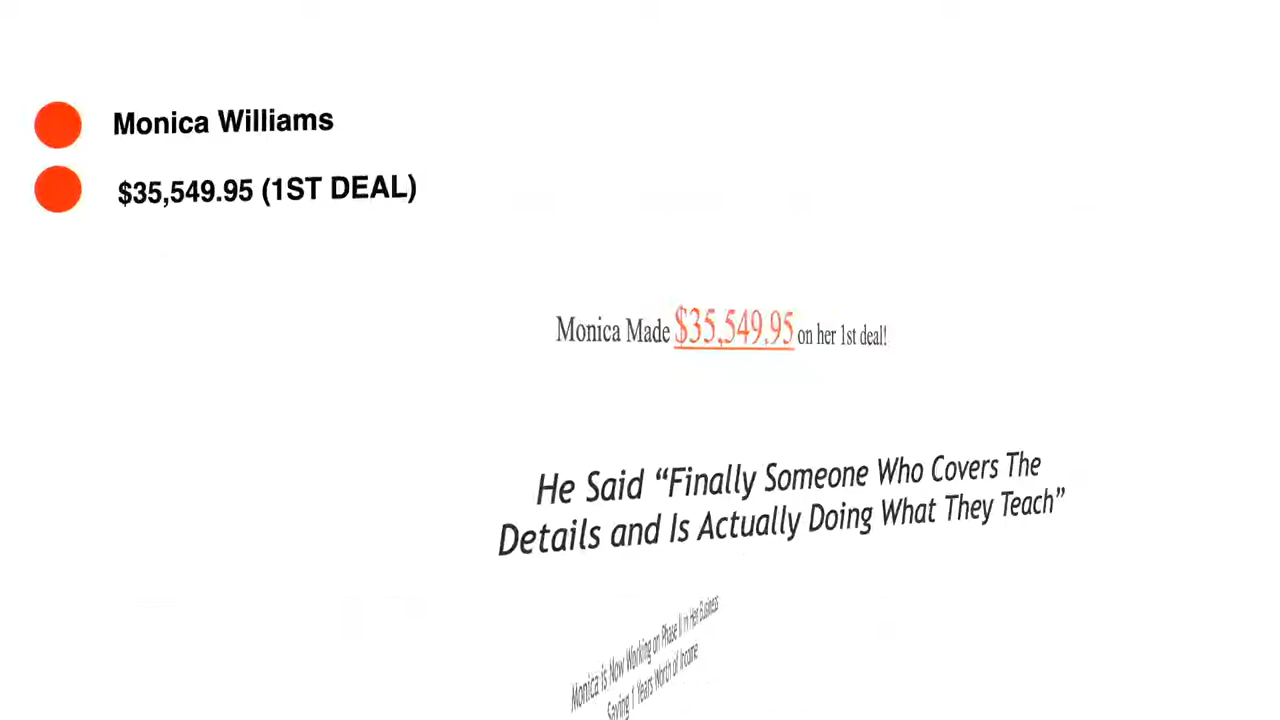 Monica Williams
$35,549.95 (1ST DEAL)
Monica Made $35,549.95 on her 1st deal!
He Said “Finally Someone Who Covers The
Details and Is Actually Doing What They Teach”
Monica is Now Working on Phase II in Her Business
Saving 1 Years Worth of Income